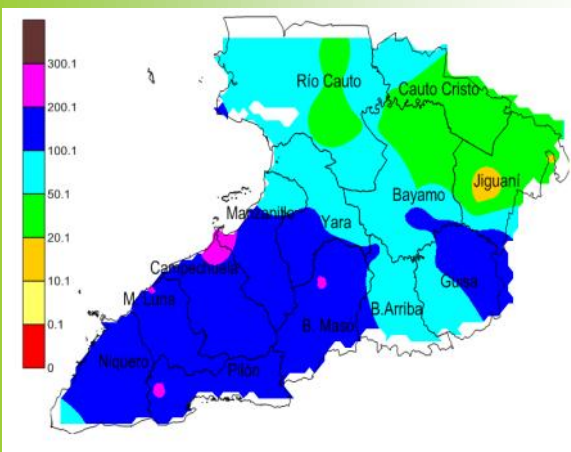 300.1
200.1
100.1
50.1
20.1
10.1
0.1
0
Río Cauto
Cauto Cristo
Jiguaní
Bayamo
Manzanillo
Yara
Campechuela
Guisa
M. Luna
B.Arriba
B. Maso
Niquero
Pilón